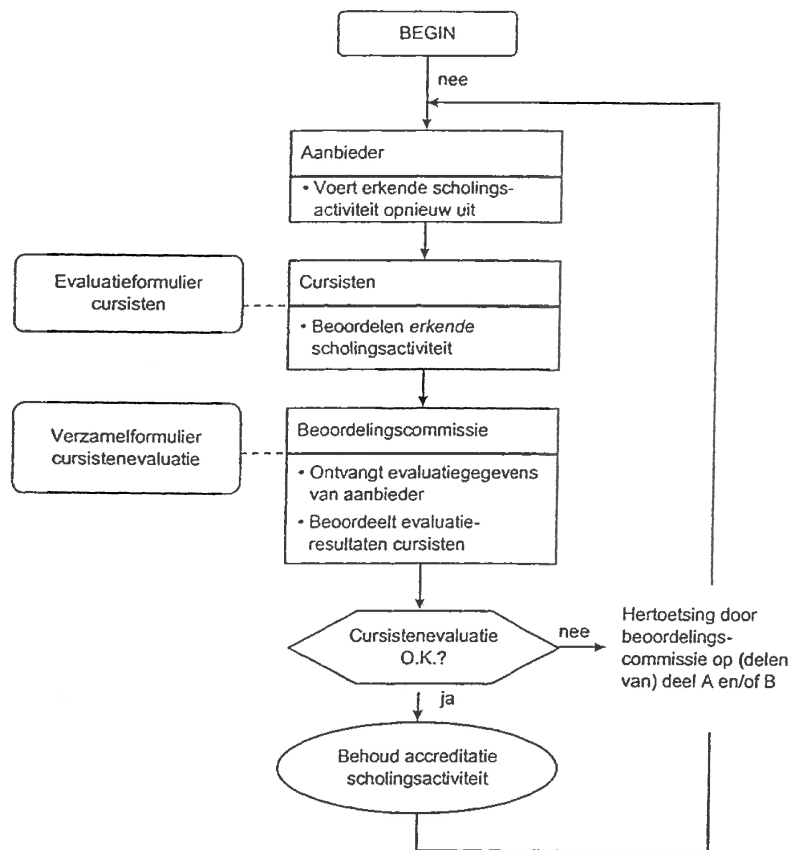 BEGIN
nee
Aanbieder
• Voert erkende scholings-
activiteit opnieuw uit
Evaluatieformulier
cursisten
Cursisten
• Beoordelen erkende
scholingsactiviteit
Verzamelformulier
cursistenevaluatie
Beoordelingscommissie
• Ontvangt evaluatiegegevens
van aanbieder
• Beoordeelt evaluatie-
resultaten cursisten
Cursistenevaluatie
O.K.?
nee
Hertoetsing door
beoordelings-
commissie op (delen
van) deel A en/of B
ja
Behoud accreditatie
scholingsactiviteit